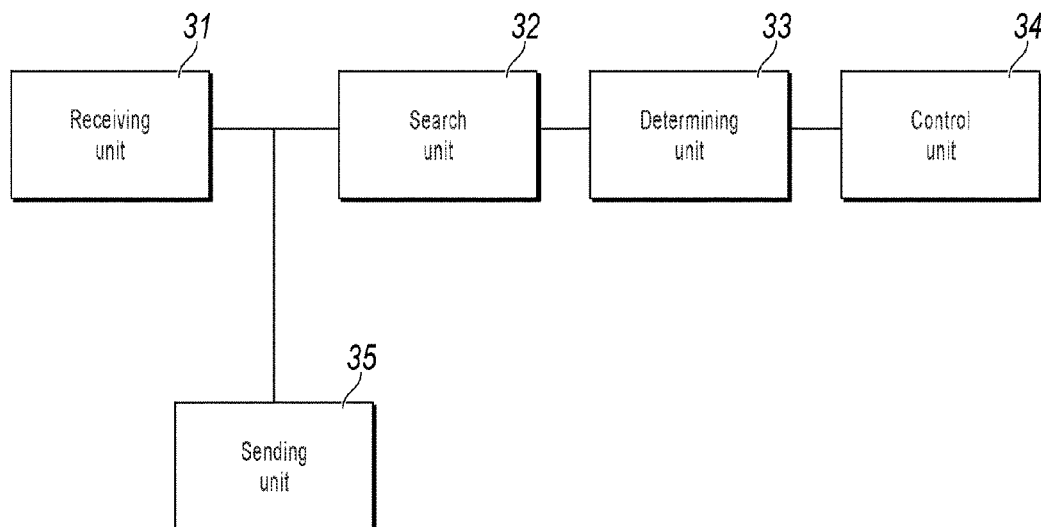 31
32
33
34
Receiving
unit
Search
unit
Determining
unit
Control
unit
35
Sending
unit